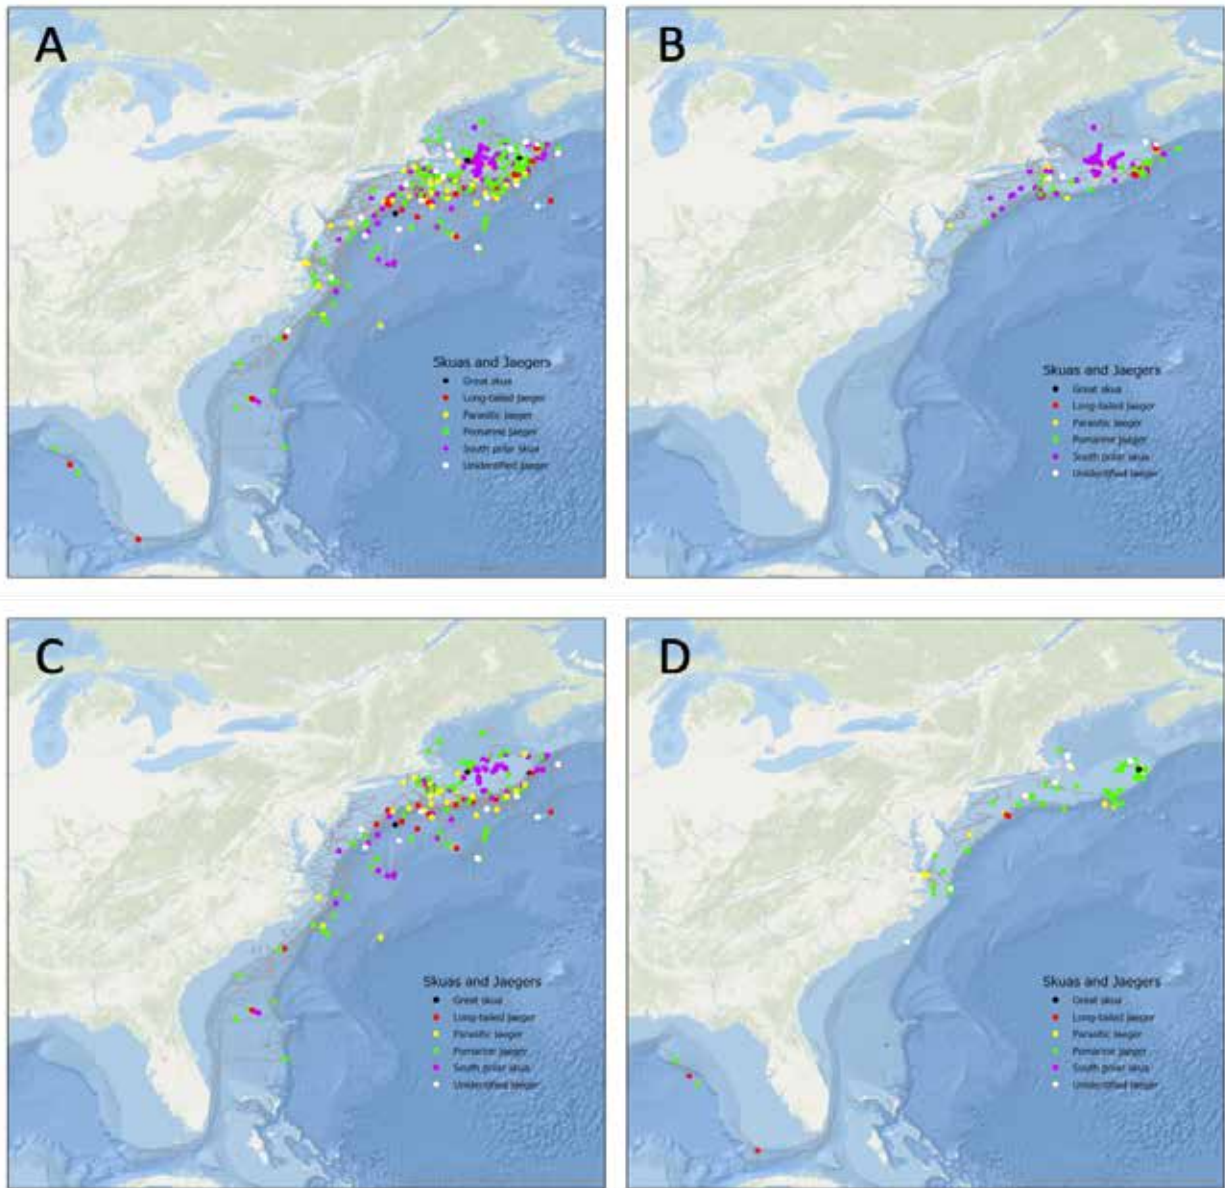 A
B
Skuas and Jaegers
Great skua
Long-tailed Jaeger
Parasitic Jaeger
Pomarine Jaeger
South polar skua
Unidentified Jaeger
Skuas and Jaegers
Great skua
Long-tailed Jaeger
Parasitic Jaeger
Pomarine Jaeger
South polar skua
Unidentified Jaeger
C
D
Skuas and Jaegers
Great skua
Long-tailed Jaeger
Parasitic Jaeger
Pomarine Jaeger
South polar skua
Unidentified Jaeger
Skuas and Jaegers
Great skua
Long-tailed Jaeger
Parasitic Jaeger
Pomarine Jaeger
South polar skua
Unidentified Jaeger